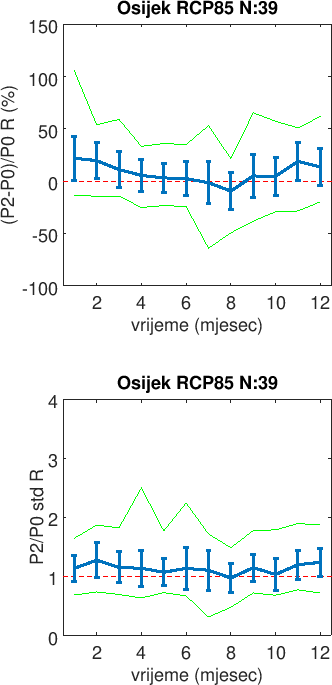 Osijek RCP85 N:39
(P2-P0)/P0 R (%)
150
100
50
0
-50
-100
2 4 6 8 10 12
vrijeme (mjesec)
Osijek RCP85 N:39
P2/P0 std R
4
3
2
1
0
2 4 6 8 10 12
vrijeme (mjesec)